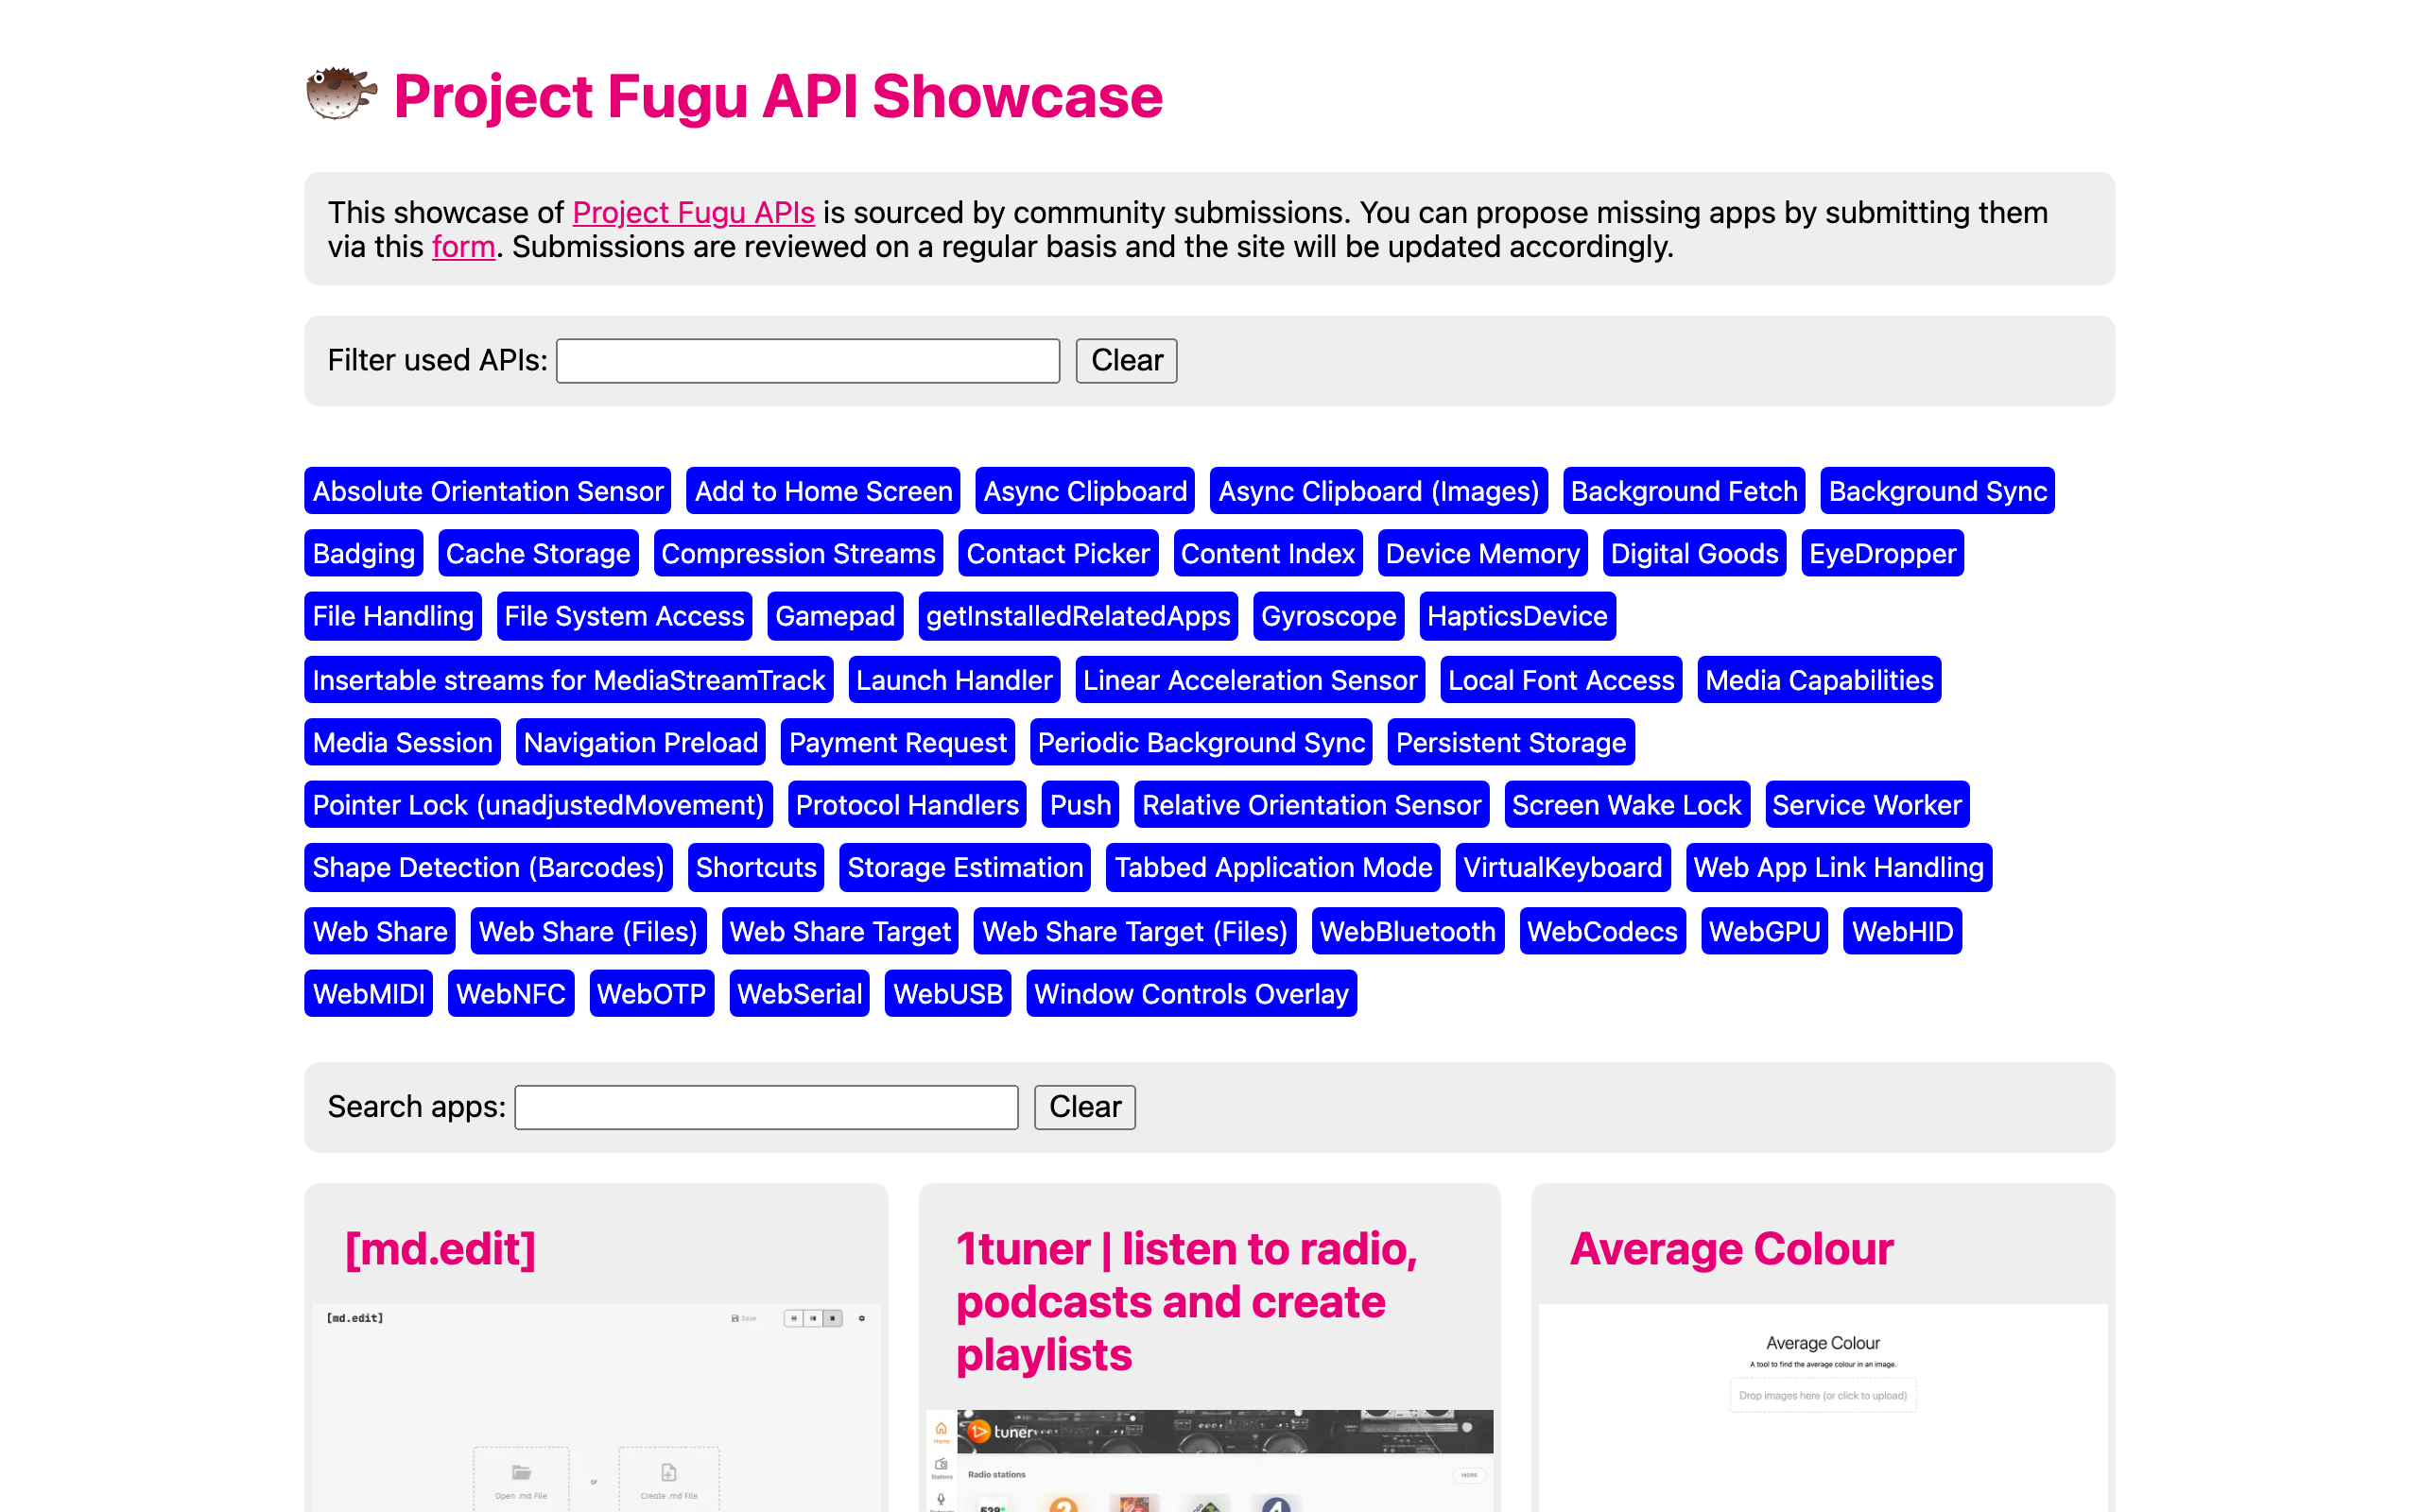 Project Fugu API Showcase
This showcase of Project Fugu APIs is sourced by community submissions. You can propose missing apps by submitting them
via this form. Submissions are reviewed on a regular basis and the site will be updated accordingly.
Filter used APIs: Clear
Absolute Orientation Sensor Add to Home Screen Async Clipboard Async Clipboard (Images) Background Fetch Background Sync
Badging Cache Storage Compression Streams Contact Picker Content Index Device Memory Digital Goods EyeDropper
File Handling File System Access Gamepad getInstalledRelatedApps Gyroscope HapticsDevice
Insertable streams for MediaStreamTrack Launch Handler Linear Acceleration Sensor Local Font Access Media Capabilities
Media Session Navigation Preload Payment Request Periodic Background Sync Persistent Storage
Pointer Lock (unadjustedMovement) Protocol Handlers Push Relative Orientation Sensor Screen Wake Lock Service Worker
Shape Detection (Barcodes) Shortcuts Storage Estimation Tabbed Application Mode VirtualKeyboard Web App Link Handling
Web Share Web Share (Files) Web Share Target Web Share Target (Files) WebBluetooth WebCodecs WebGPU WebHID
WebMIDI WebNFC WebOTP WebSerial WebUSB Window Controls Overlay
Search apps: Clear
[md.edit]
[md.edit] Save
Open .md File or Create .md File
1tuner | listen to radio,
podcasts and create
playlists
tuner
Home
Stations
Radio stations MORE
Average Colour
Average Colour
A tool to find the average colour in an image.
Drop images here (or click to upload)